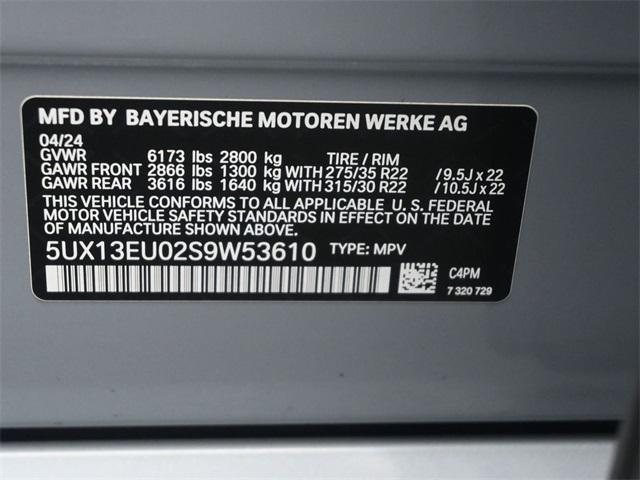 MFD BY BAYERISCHE MOTOREN WERKE AG
04/24
GVWR 6173 lbs 2800 kg TIRE / RIM
GAWR FRONT 2866 lbs 1300 kg WITH 275/35 R22 /9.5J x 22
GAWR REAR 3616 lbs 1640 kg WITH 315/30 R22 /10.5J x 22
THIS VEHICLE CONFORMS TO ALL APPLICABLE U. S. FEDERAL
MOTOR VEHICLE SAFETY STANDARDS IN EFFECT ON THE DATE
OF MANUFACTURE SHOWN ABOVE.
5UX13EU02S9W53610 TYPE: MPV
C4PM
7 320 729